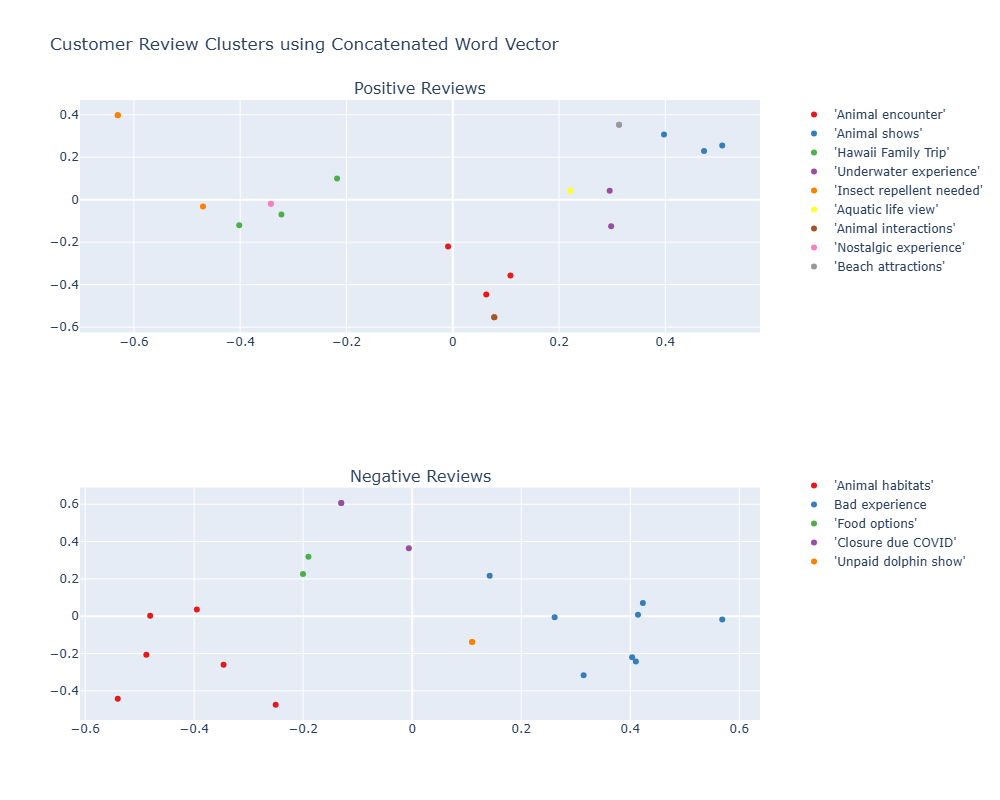 Customer Review Clusters using Concatenated Word Vector
Positive Reviews
0.4
0.2
0
−0.2
−0.4
−0.6
−0.6 −0.4 −0.2 0 0.2 0.4
'Animal encounter'
'Animal shows'
'Hawaii Family Trip'
'Underwater experience'
'Insect repellent needed'
'Aquatic life view'
'Animal interactions'
'Nostalgic experience'
'Beach attractions'
Negative Reviews
0.6
0.4
0.2
0
−0.2
−0.4
−0.6 −0.4 −0.2 0 0.2 0.4 0.6
'Animal habitats'
Bad experience
'Food options'
'Closure due COVID'
'Unpaid dolphin show'